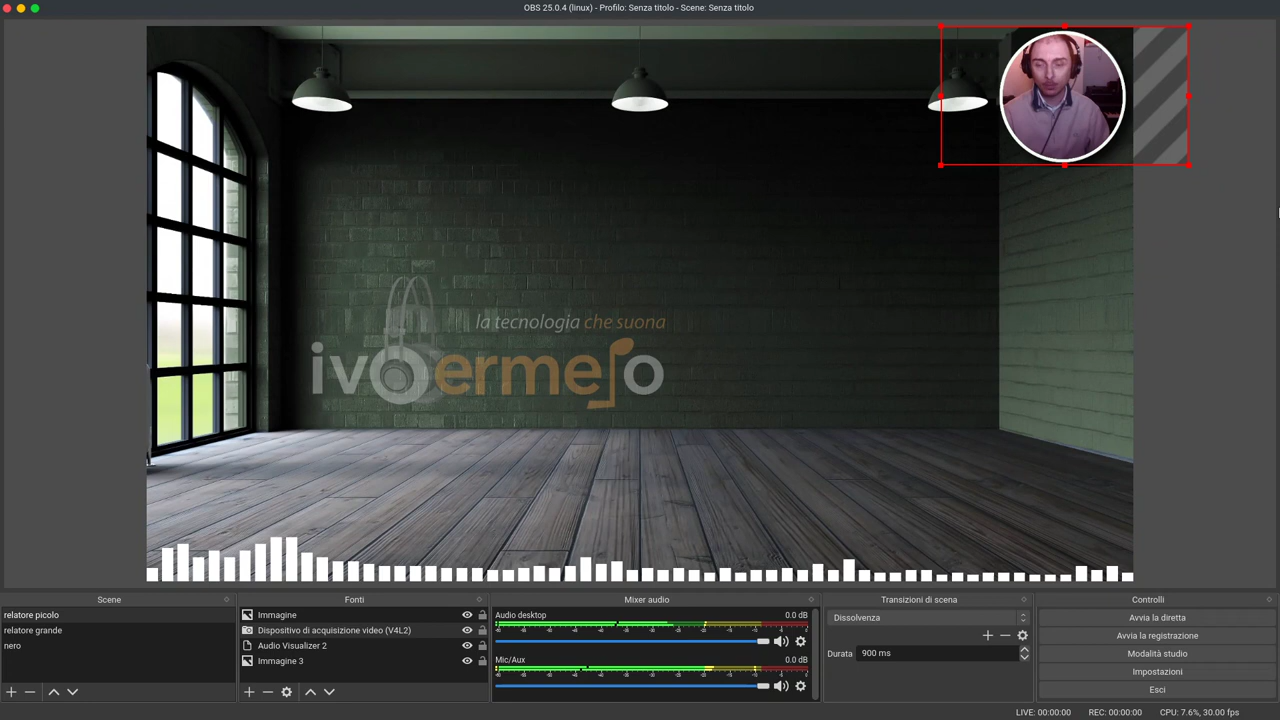 OBS 25.0.4 (linux) - Profilo: Senza titolo - Scene: Senza titolo
la tecnologia che suona
ivo ermejo
Scene
relatore picolo
relatore grande
nero
Fonti
Immagine
Dispositivo di acquisizione video (V4L2)
Audio Visualizer 2
Immagine 3
Mixer audio
Audio desktop
0.0 dB
Mic/Aux
0.0 dB
Transizioni di scena
Dissolvenza
Durata
900 ms
Controlli
Avvia la diretta
Avvia la registrazione
Modalità studio
Impostazioni
Esci
LIVE: 00:00:00
REC: 00:00:00
CPU: 7.6%, 30.00 fps